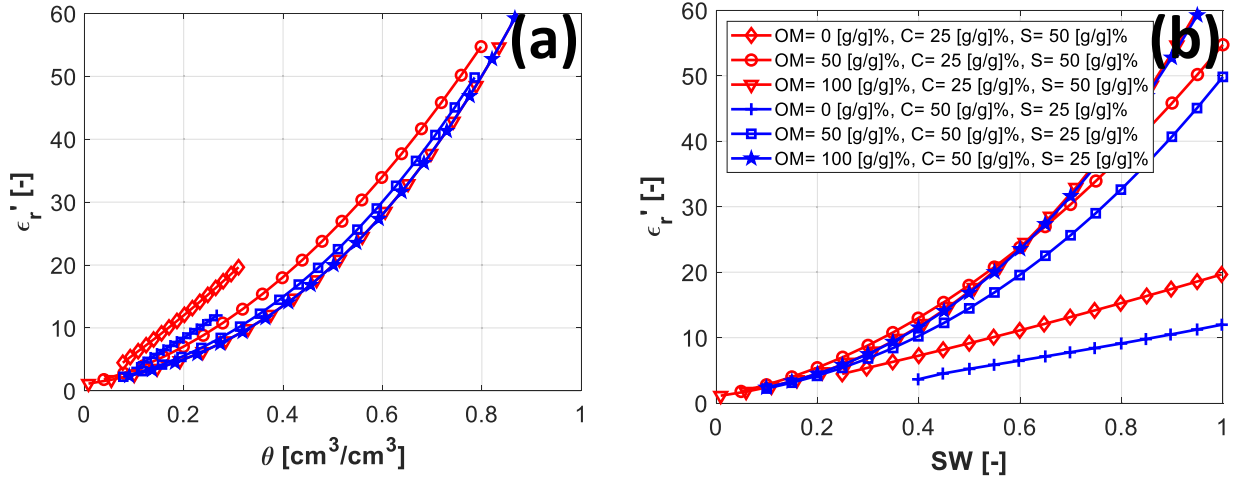 (a)
60
50
40
30
20
10
0
0
0.2
0.4
0.6
0.8
1
ϵr' [-]
θ [cm³/cm³]
(b)
60
50
40
30
20
10
0
0
0.2
0.4
0.6
0.8
1
ϵr' [-]
SW [-]
OM= 0 [g/g]%, C= 25 [g/g]%, S= 50 [g/g]%
OM= 50 [g/g]%, C= 25 [g/g]%, S= 50 [g/g]%
OM= 100 [g/g]%, C= 25 [g/g]%, S= 50 [g/g]%
OM= 0 [g/g]%, C= 50 [g/g]%, S= 25 [g/g]%
OM= 50 [g/g]%, C= 50 [g/g]%, S= 25 [g/g]%
OM= 100 [g/g]%, C= 50 [g/g]%, S= 25 [g/g]%